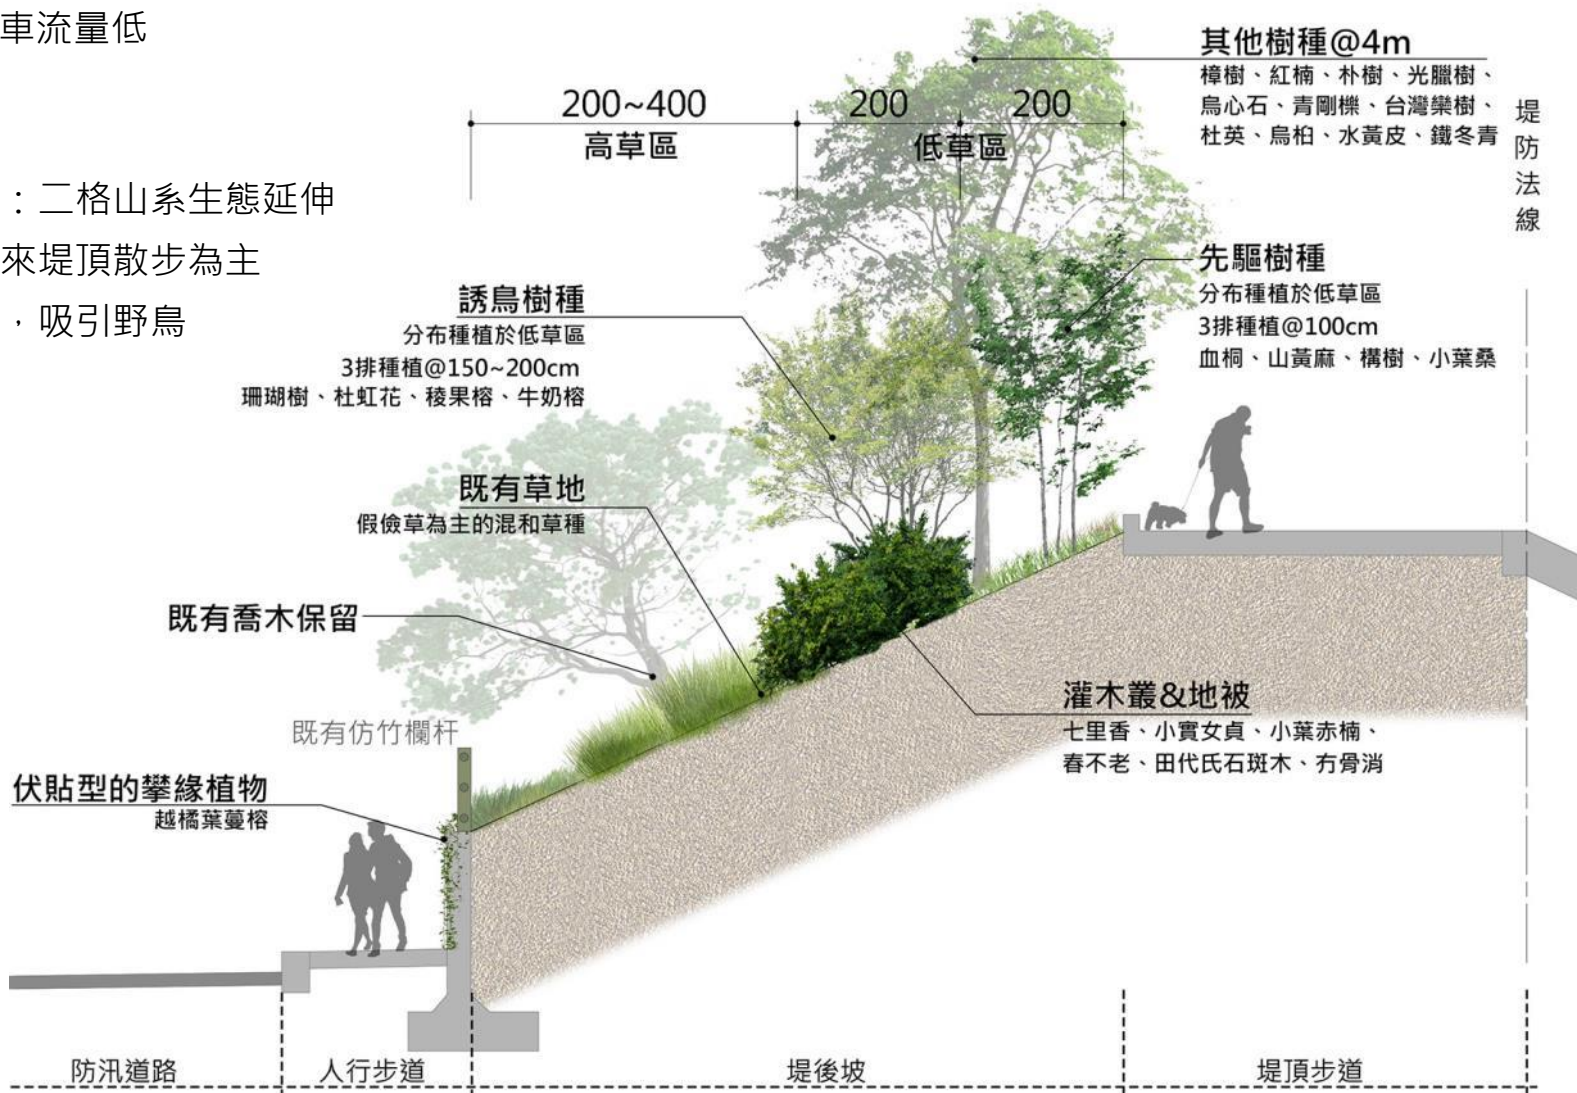 車流量低
：二格山系生態延伸
來堤頂散步為主
，吸引野鳥
200~400
高草區
200
200
低草區
其他樹種@4m
樟樹、紅楠、朴樹、光臘樹、
烏心石、青剛櫟、台灣欒樹、
杜英、烏桕、水黃皮、鐵冬青
堤防法線
誘鳥樹種
分布種植於低草區
3排種植@150~200cm
珊瑚樹、杜虹花、稜果榕、牛奶榕
先驅樹種
分布種植於低草區
3排種植@100cm
血桐、山黃麻、構樹、小葉桑
既有草地
假儉草為主的混和草種
既有喬木保留
既有仿竹欄杆
伏貼型的攀緣植物
越橘葉蔓榕
灌木叢&地被
七里香、小實女貞、小葉赤楠、
春不老、田代氏石斑木、冇骨消
防汛道路
人行步道
堤後坡
堤頂步道